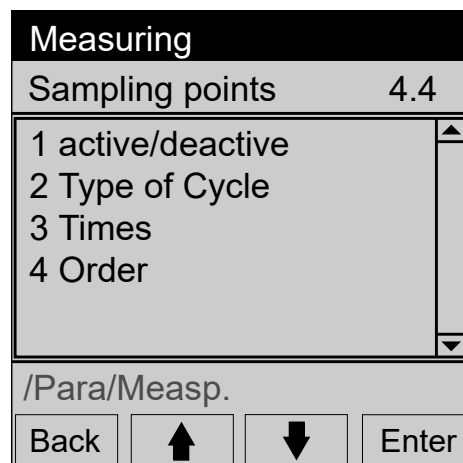 Measuring
Sampling points 4.4
1 active/deactive
2 Type of Cycle
3 Times
4 Order
/Para/Measp.
Back Enter